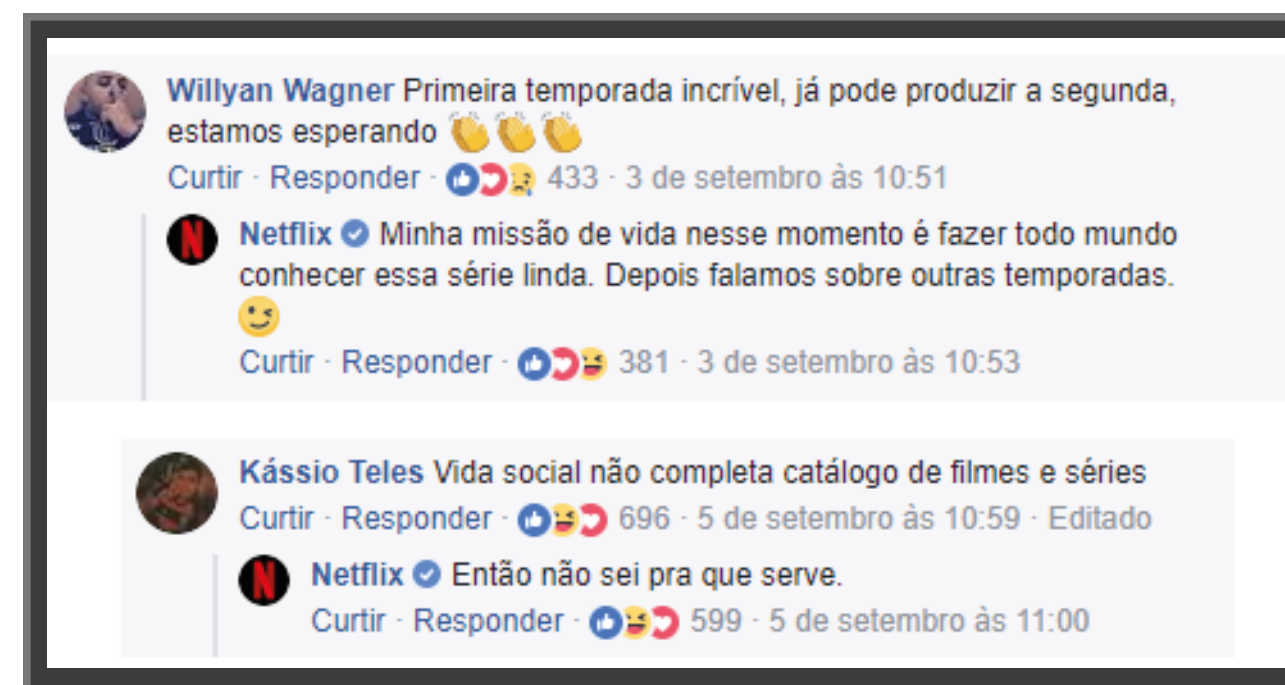 Willyan Wagner Primeira temporada incrível, já pode produzir a segunda,
estamos esperando 👏👏👏
Curtir · Responder · 433 · 3 de setembro às 10:51
N
Netflix Minha missão de vida nesse momento é fazer todo mundo
conhecer essa série linda. Depois falamos sobre outras temporadas.
😉
Curtir · Responder · 381 · 3 de setembro às 10:53
Kássio Teles Vida social não completa catálogo de filmes e séries
Curtir · Responder · 696 · 5 de setembro às 10:59 · Editado
N
Netflix Então não sei pra que serve.
Curtir · Responder · 599 · 5 de setembro às 11:00